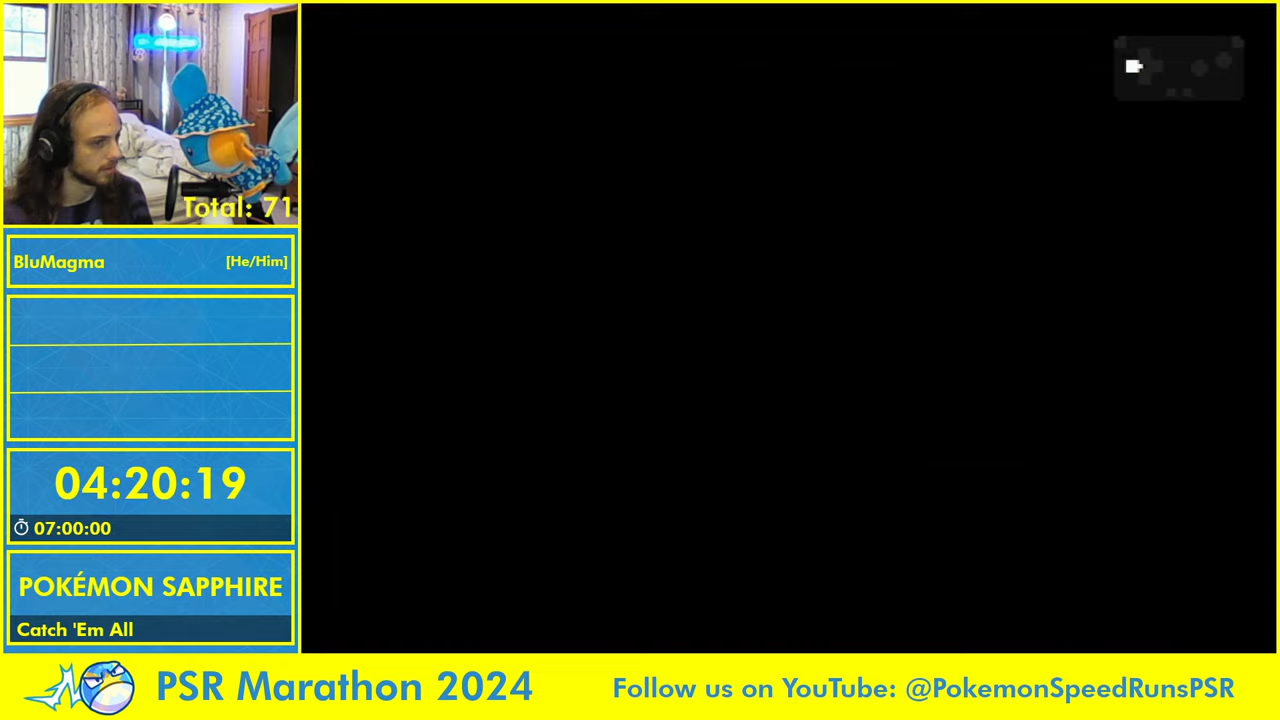 Total: 71
BluMagma [He/Him]
04:20:19
07:00:00
POKÉMON SAPPHIRE
Catch 'Em All
PSR Marathon 2024
Follow us on YouTube: @PokemonSpeedRunsPSR